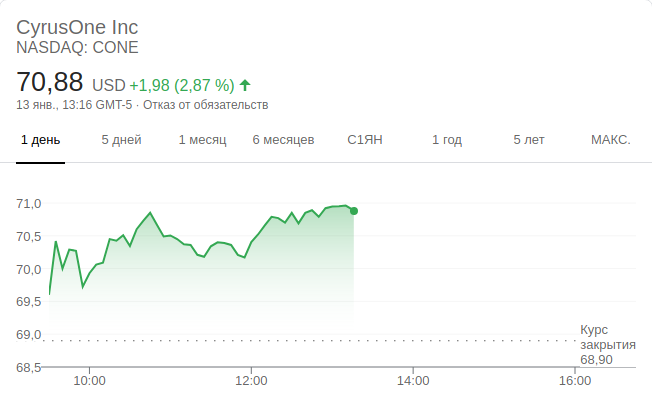 CyrusOne Inc
NASDAQ: CONE
70,88 USD +1,98 (2,87 %)
13 янв., 13:16 GMT-5 · Отказ от обязательств
1 день 5 дней 1 месяц 6 месяцев С1ЯН 1 год 5 лет МАКС.
71,0
70,5
70,0
69,5
69,0
68,5
Курс
закрытия
68,90
10:00 12:00 14:00 16:00